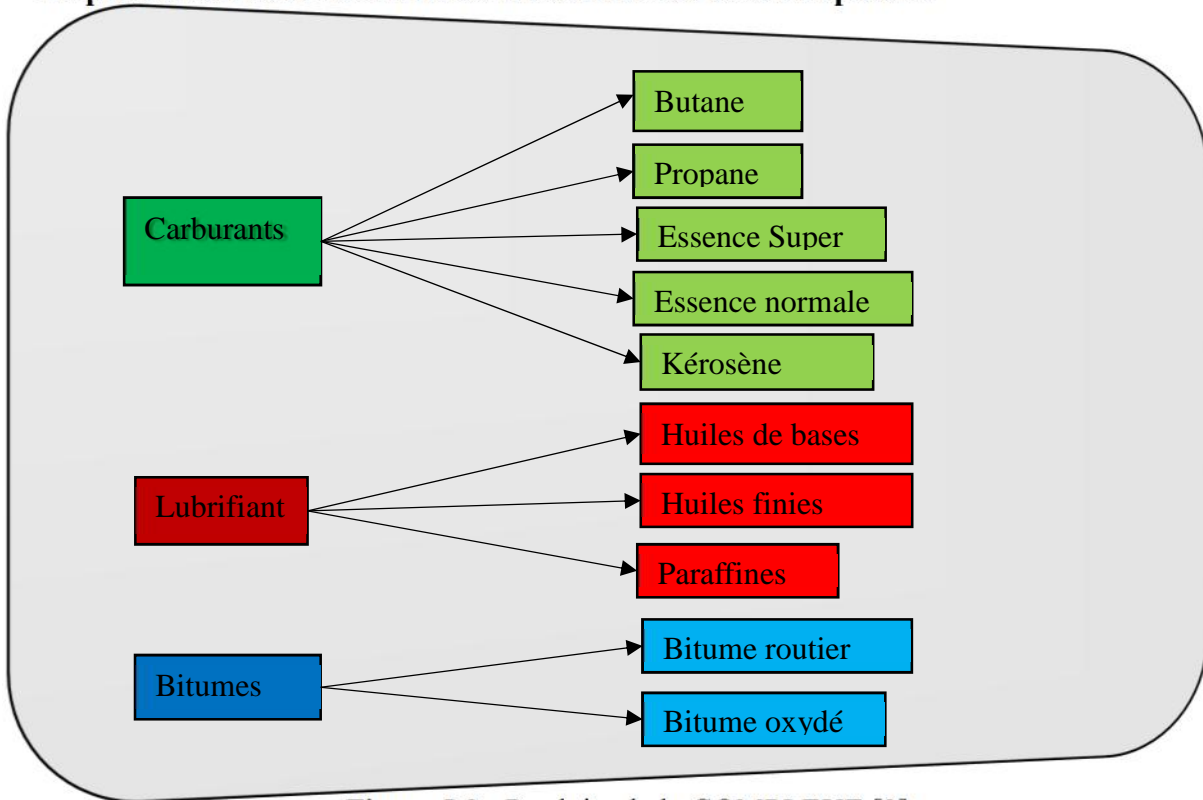 Carburants
Butane
Propane
Essence Super
Essence normale
Kérosène
Lubrifiant
Huiles de bases
Huiles finies
Paraffines
Bitumes
Bitume routier
Bitume oxydé